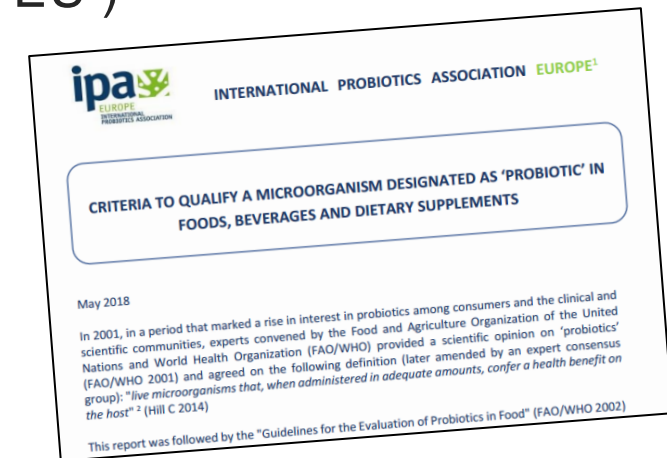 ipa
EUROPE
INTERNATIONAL
PROBIOTICS ASSOCIATION
INTERNATIONAL PROBIOTICS ASSOCIATION EUROPE¹
CRITERIA TO QUALIFY A MICROORGANISM DESIGNATED AS ‘PROBIOTIC’ IN
FOODS, BEVERAGES AND DIETARY SUPPLEMENTS
May 2018
In 2001, in a period that marked a rise in interest in probiotics among consumers and the clinical and
scientific communities, experts convened by the Food and Agriculture Organization of the United
Nations and World Health Organization (FAO/WHO) provided a scientific opinion on ‘probiotics’
(FAO/WHO 2001) and agreed on the following definition (later amended by an expert consensus
group): "live microorganisms that, when administered in adequate amounts, confer a health benefit on
the host" ² (Hill C 2014)
This report was followed by the "Guidelines for the Evaluation of Probiotics in Food" (FAO/WHO 2002)